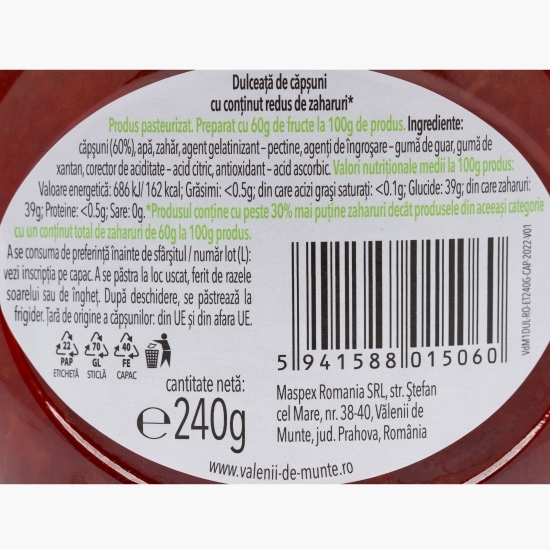 Dulceață de căpșuni
cu conținut redus de zaharuri*
Produs pasteurizat. Preparat cu 60g de fructe la 100g de produs. Ingrediente:
căpșuni (60%), apă, zahăr, agent gelatinizant – pectine, agenți de îngroșare – gumă de guar, gumă de
xantan, corector de aciditate – acid citric, antioxidant – acid ascorbic. Valori nutriționale medii la 100g produs:
Valoare energetică: 686 kJ / 162 kcal; Grăsimi: <0.5g; din care acizi grași saturați: <0.1g; Glucide: 39g; din care zaharuri:
39g; Proteine: <0.5g; Sare: 0g. *Produsul conține cu peste 30% mai puține zaharuri decât produsele din aceeași categorie
cu un conținut total de zaharuri de 60g la 100g produs.
A se consuma de preferință înainte de sfârșitul / număr lot (L):
vezi inscripția pe capac. A se păstra la loc uscat, ferit de razele
soarelui sau de îngheț. După deschidere, se păstrează la
frigider. Țară de origine a căpșunilor: din UE și din afara UE.
22 PAP ETICHETĂ
70 GL STICLĂ
40 FE CAPAC
cantitate netă:
℮240g
5 941588 015060
VdM1DUL-RO-E1240G-CAP 2022-V01
Maspex Romania SRL, str. Ștefan
cel Mare, nr. 38-40, Vălenii de
Munte, jud. Prahova, România
www.valenii-de-munte.ro